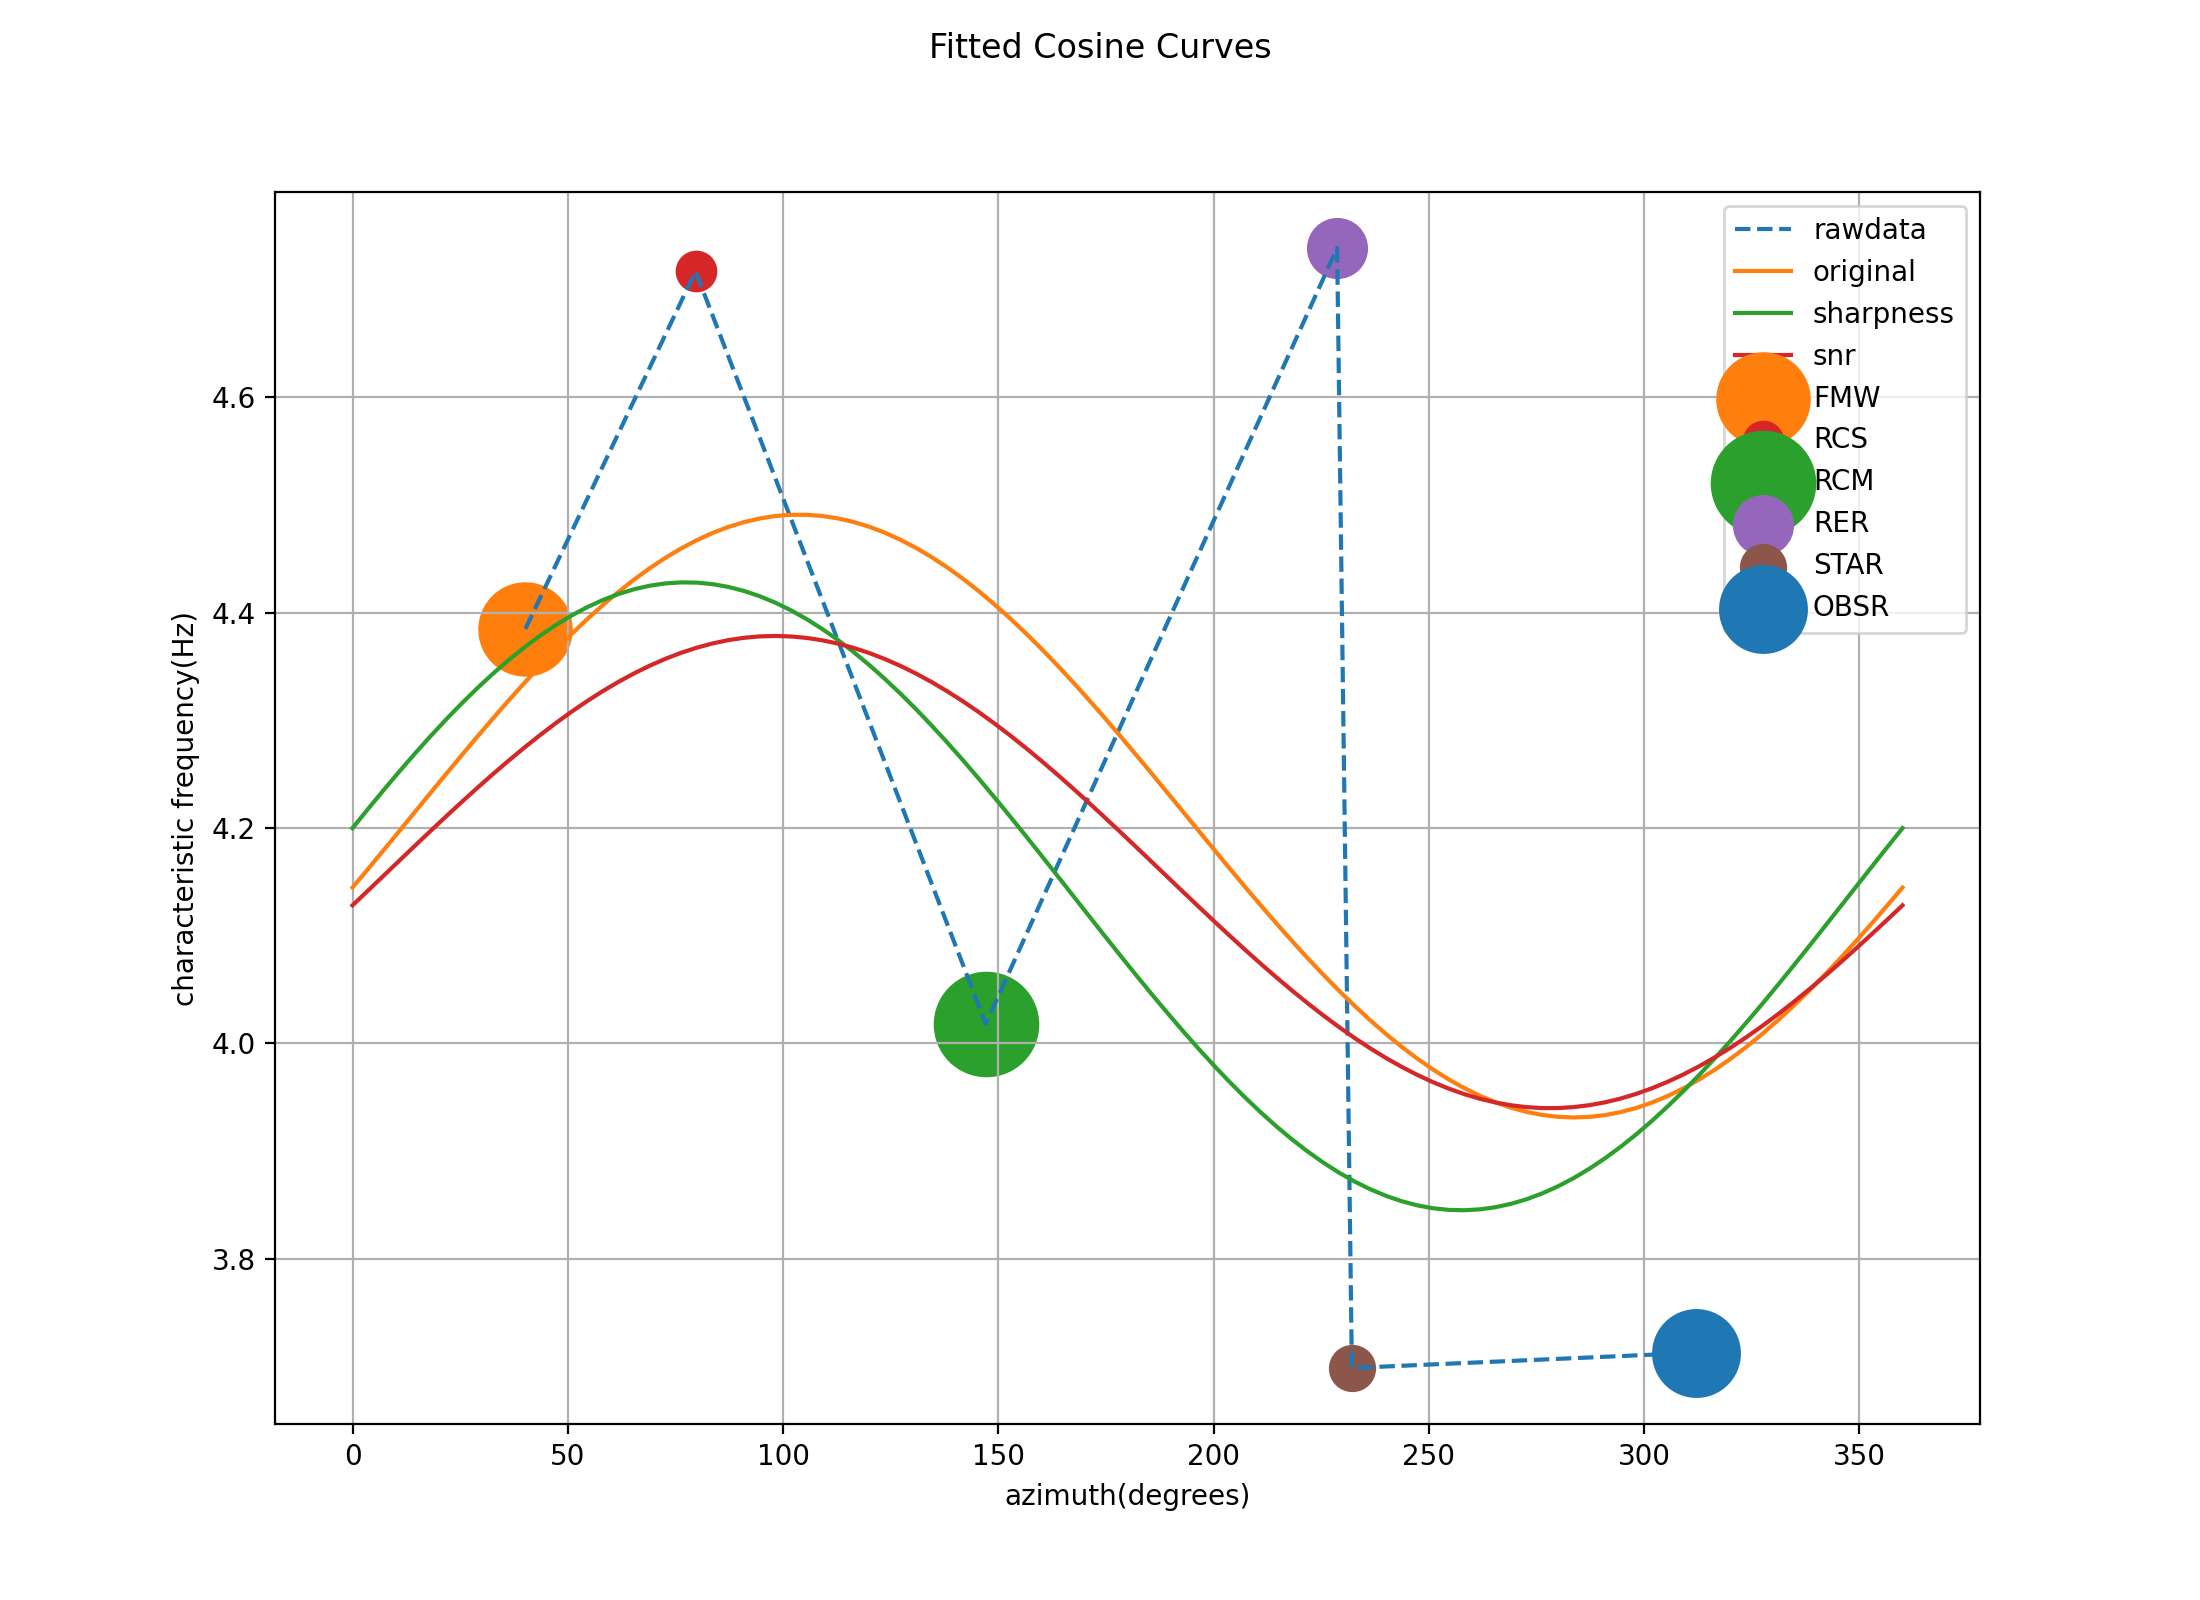 Fitted Cosine Curves
rawdata
original
sharpness
snr
FMW
RCS
RCM
RER
STAR
OBSR
characteristic frequency(Hz)
4.6
4.4
4.2
4.0
3.8
0 50 100 150 200 250 300 350
azimuth(degrees)